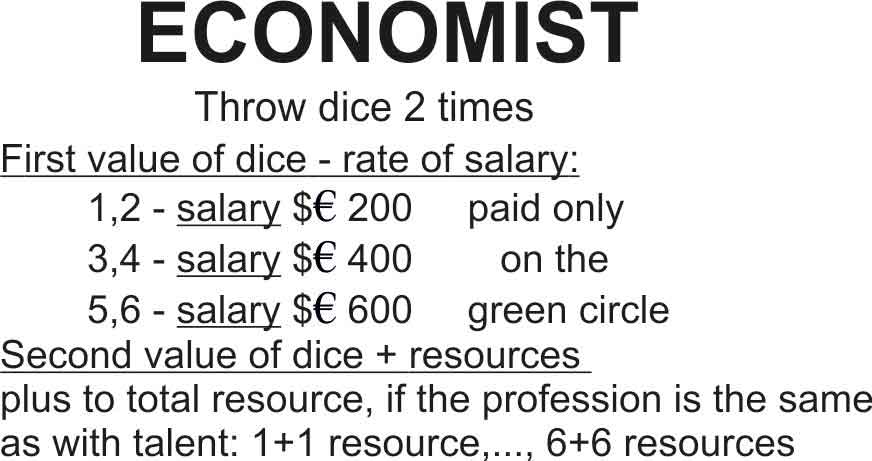 ECONOMIST
Throw dice 2 times
First value of dice - rate of salary:
1,2 - salary $€ 200 paid only
3,4 - salary $€ 400 on the
5,6 - salary $€ 600 green circle
Second value of dice + resources
plus to total resource, if the profession is the same
as with talent: 1+1 resource,..., 6+6 resources